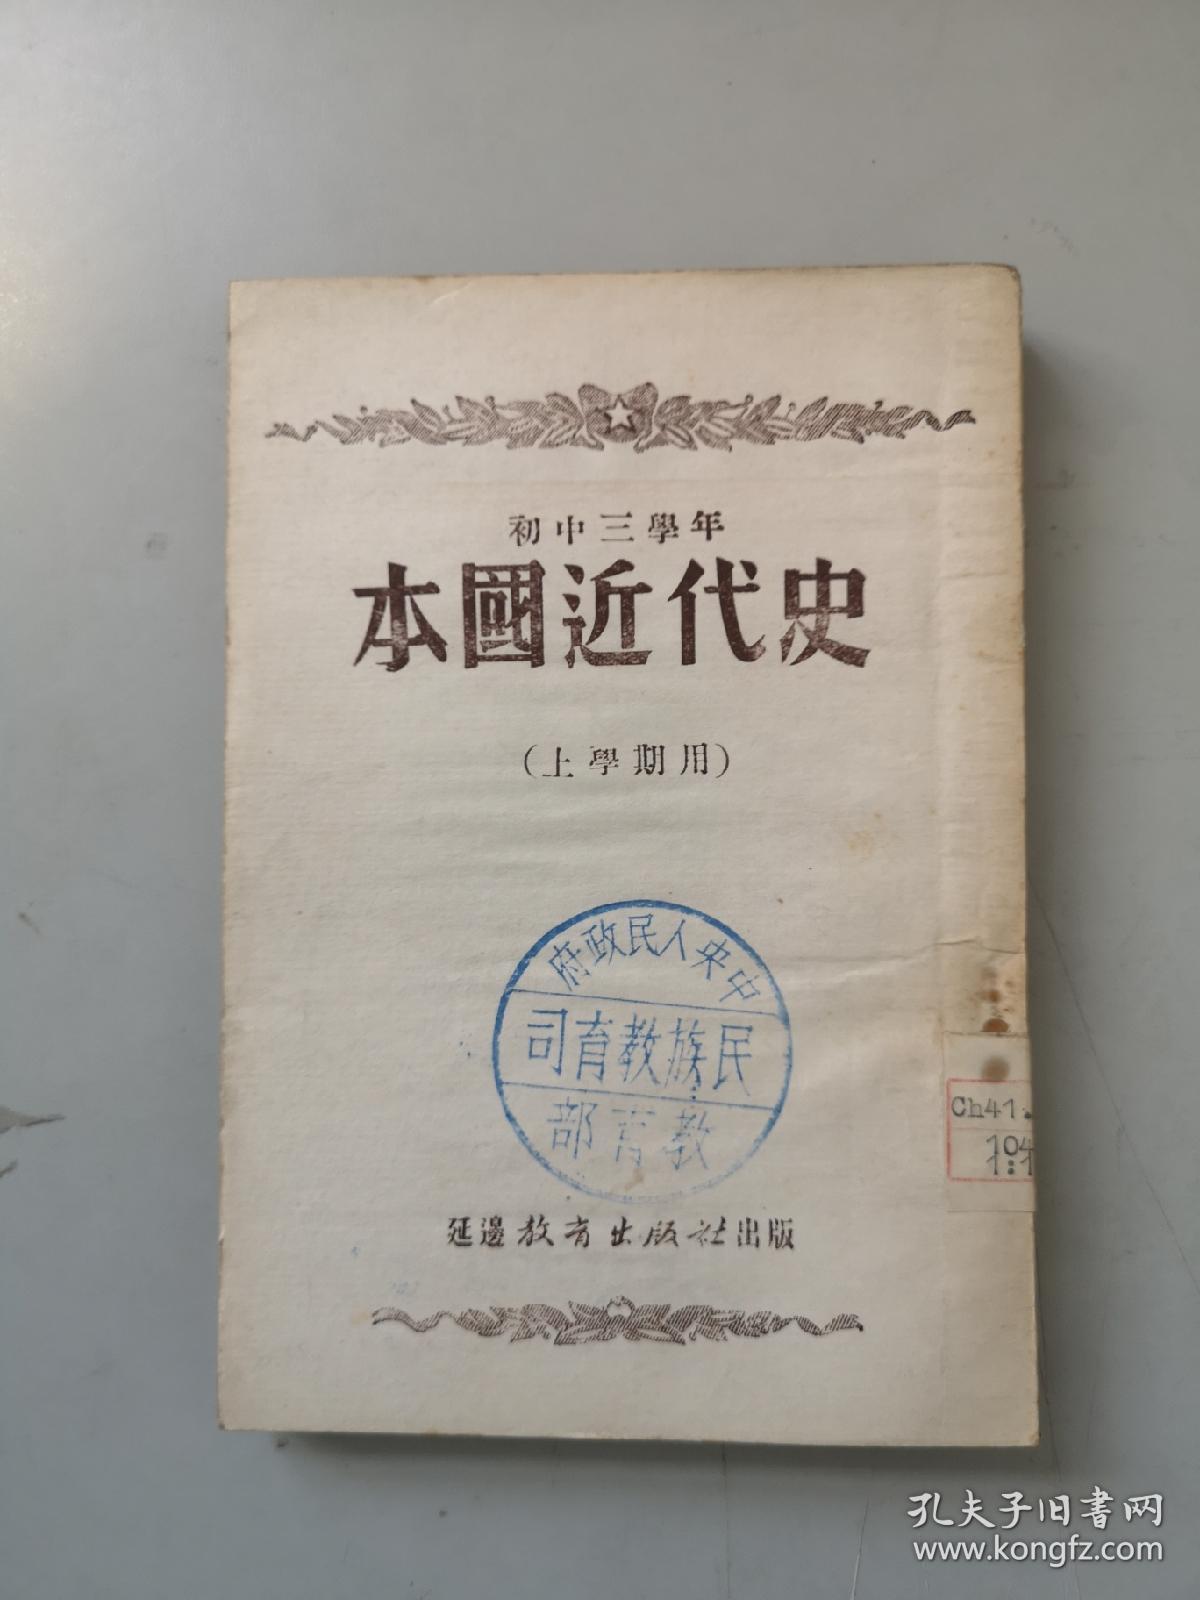 初中三學年
本國近代史
(上學期用)
中央人民政府
民族教育司
教育部
延邊教育出版社出版
Ch41.
孔夫子旧书网
www.kongfz.com